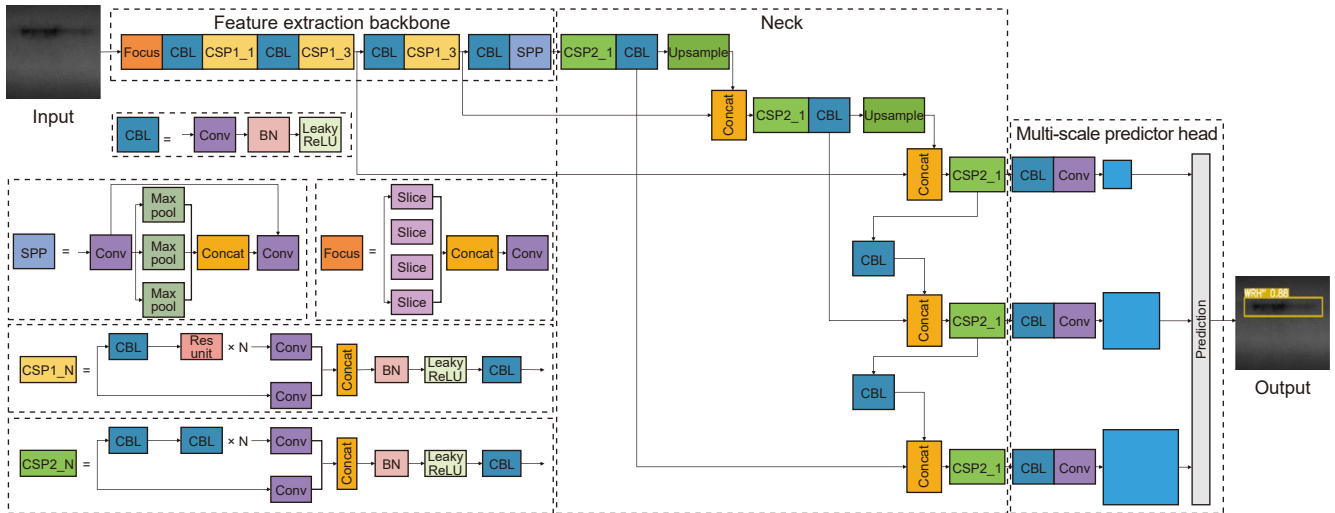 Feature extraction backbone
Neck
Focus CBL CSP1_1 CBL CSP1_3 CBL CSP1_3 CBL SPP CSP2_1 CBL Upsample
Input
Concat CSP2_1 CBL Upsample
CBL = Conv BN Leaky
ReLU
Multi-scale predictor head
Concat CSP2_1 CBL Conv
SPP = Conv
Max
pool
Max
pool
Max
pool
Concat Conv
Focus =
Slice
Slice
Slice
Slice
Concat Conv
CBL
Concat CSP2_1 CBL Conv
Prediction
WRH" 0.88
Output
CSP1_N =
CBL Res
unit × N Conv
Conv
Concat BN Leaky
ReLU CBL
CBL
CSP2_N =
CBL CBL × N Conv
Conv
Concat BN Leaky
ReLU CBL
Concat CSP2_1 CBL Conv